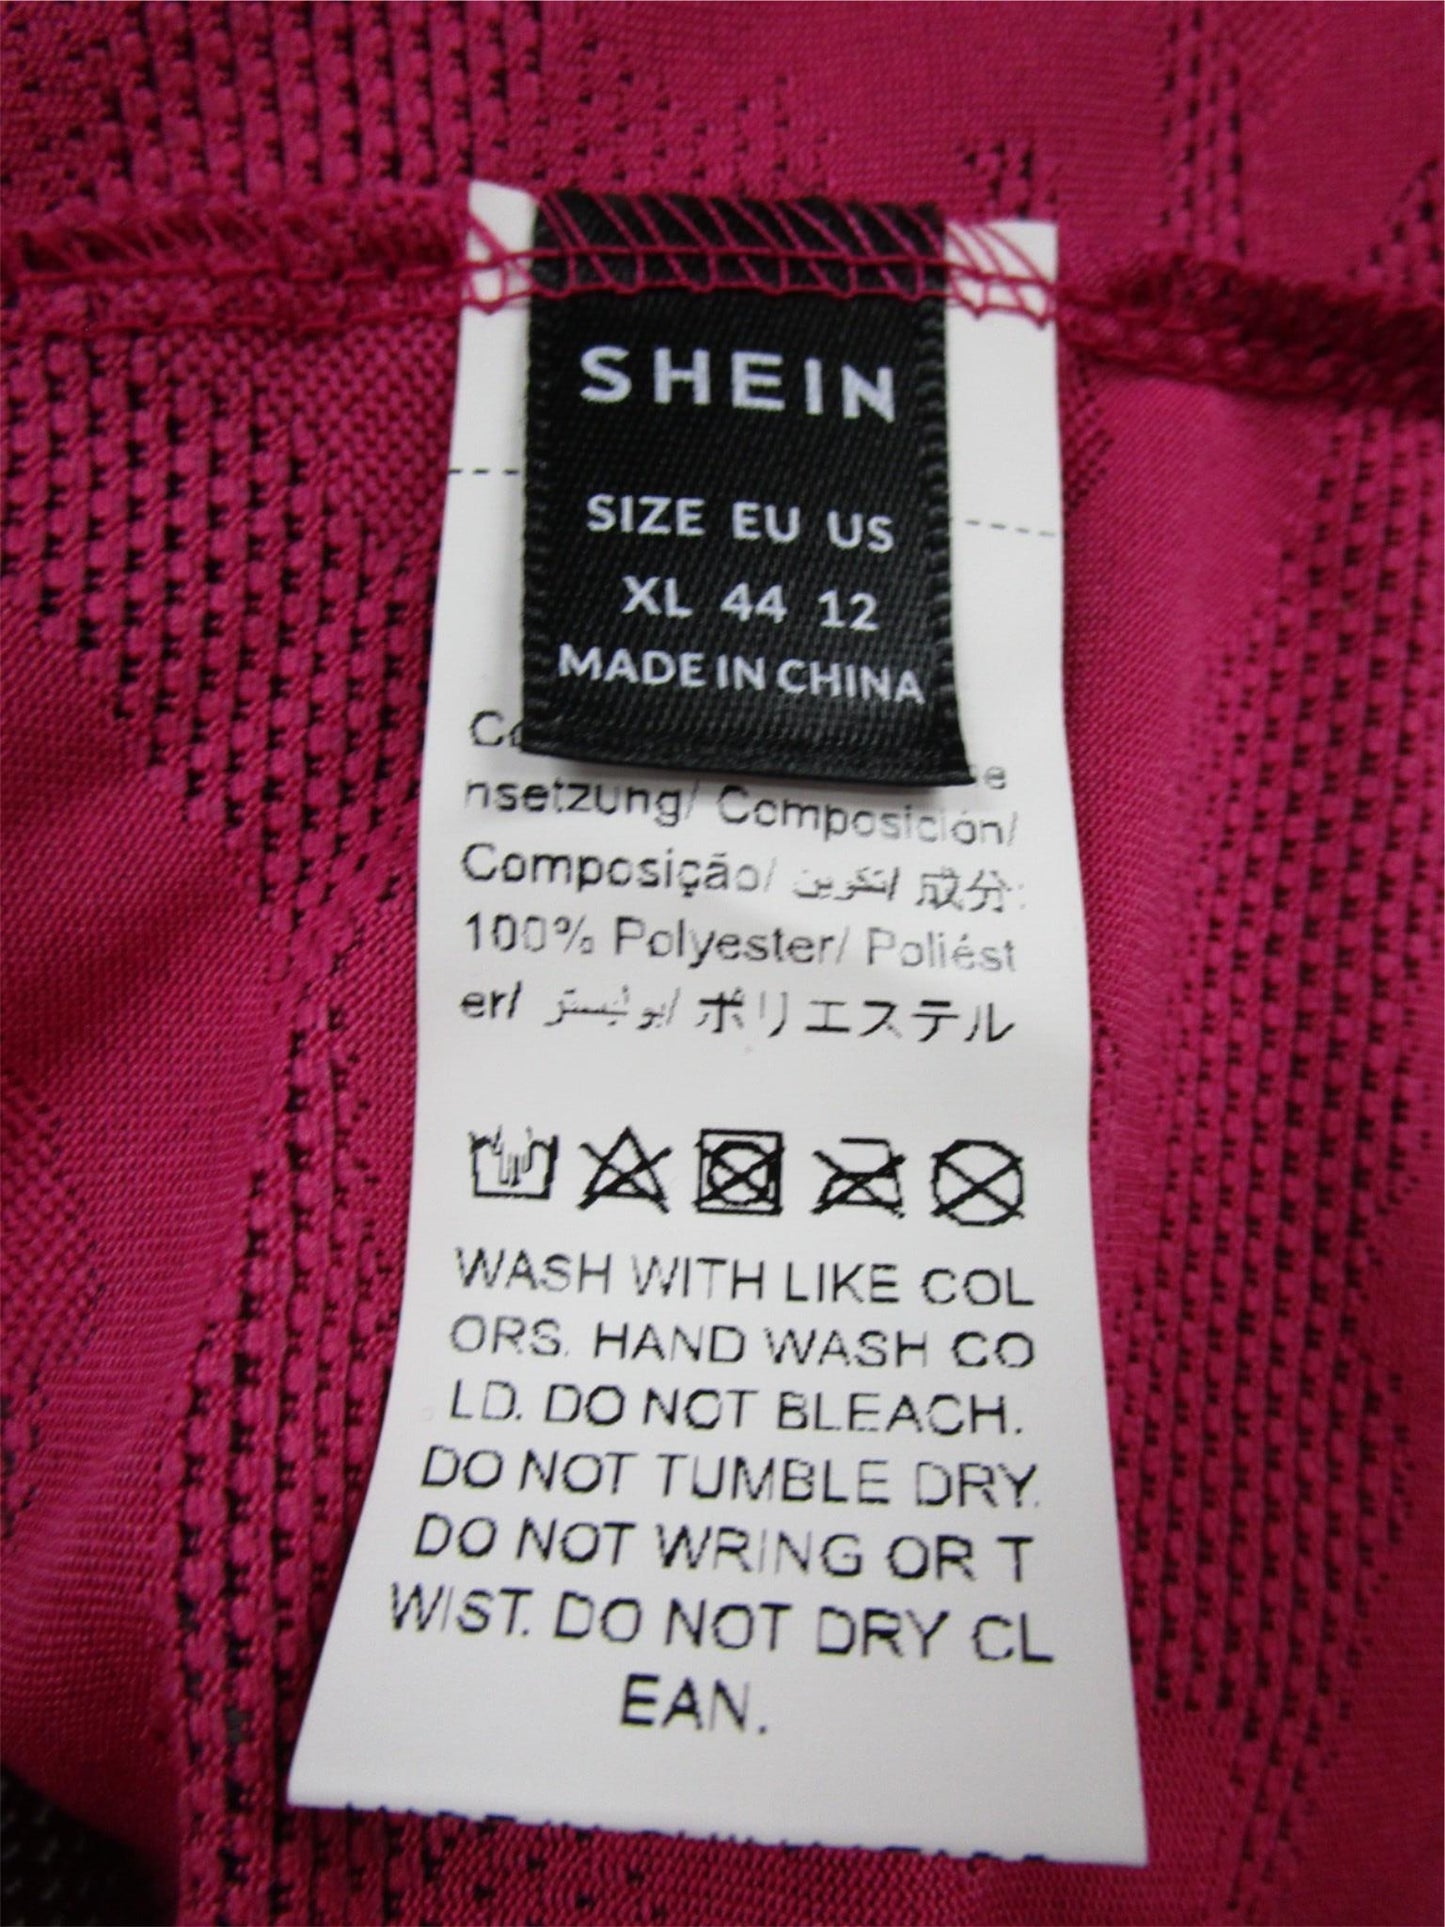 SHEIN
SIZE EU US
XL 44 12
MADE IN CHINA
nsetzung/ Composición/
Composição/ التكوين/ 成分:
100% Polyester/ Poliést
er/ بوليستر/ ポリエステル
WASH WITH LIKE COL
ORS. HAND WASH CO
LD. DO NOT BLEACH.
DO NOT TUMBLE DRY.
DO NOT WRING OR T
WIST. DO NOT DRY CL
EAN.